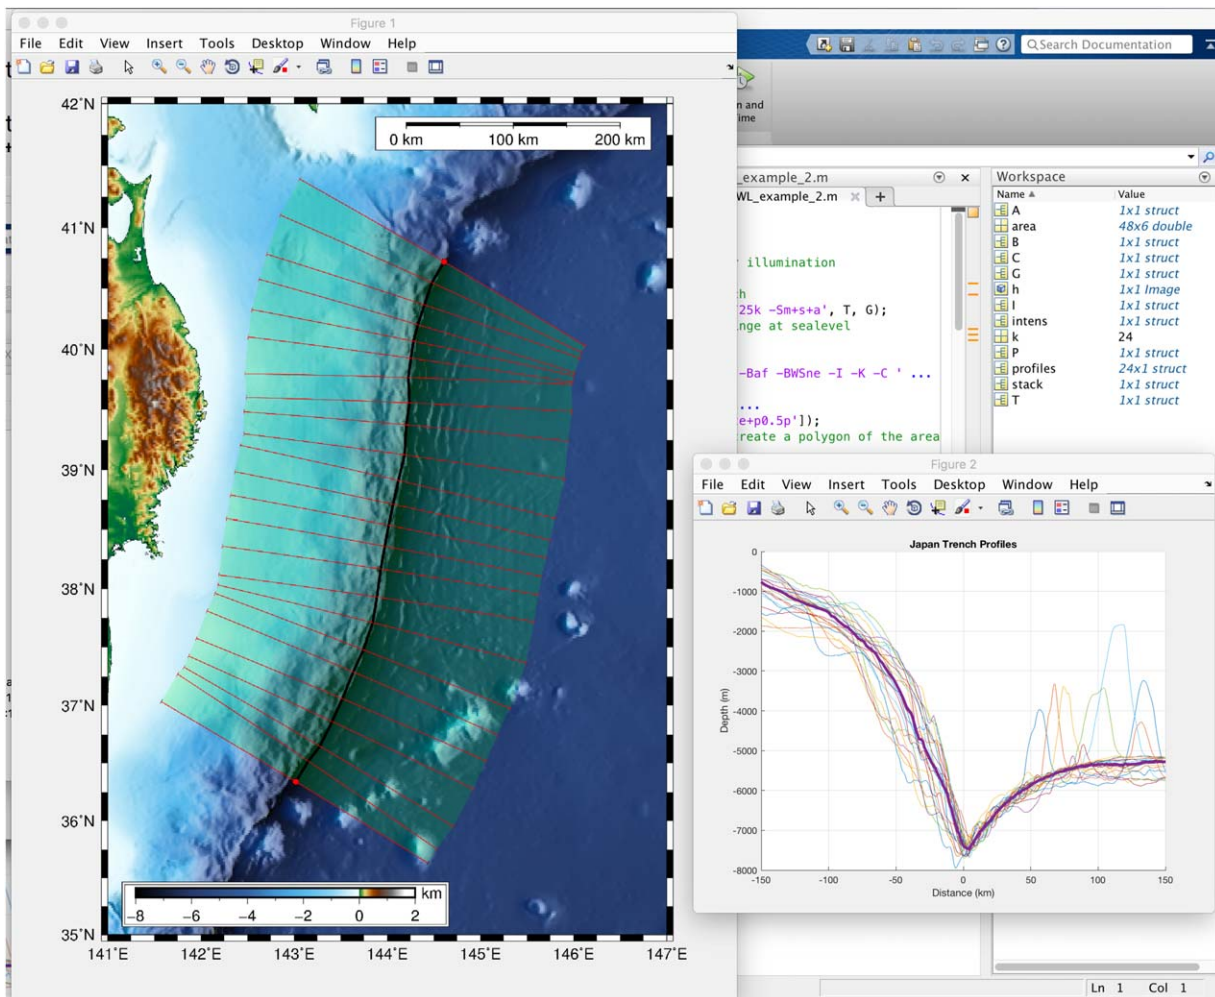 Figure 1
File Edit View Insert Tools Desktop Window Help
42°N
41°N
40°N
39°N
38°N
37°N
36°N
35°N
0 km 100 km 200 km
km
−8 −6 −4 −2 0 2
141°E 142°E 143°E 144°E 145°E 146°E 147°E
Search Documentation
n and
ime
_example_2.m
WL_example_2.m
illumination
'25k -Sm+s+a', T, G);
nge at sealevel
-Baf -BWSne -I -K -C ' ...
...
e+p0.5p']);
reate a polygon of the area
Workspace
Name Value
A 1x1 struct
area 48x6 double
B 1x1 struct
C 1x1 struct
G 1x1 struct
h 1x1 Image
I 1x1 struct
intens 1x1 struct
k 24
P 1x1 struct
profiles 24x1 struct
stack 1x1 struct
T 1x1 struct
Figure 2
File Edit View Insert Tools Desktop Window Help
Japan Trench Profiles
0
-1000
-2000
-3000
-4000
-5000
-6000
-7000
-8000
Depth (m)
-150 -100 -50 0 50 100 150
Distance (km)
Ln 1 Col 1